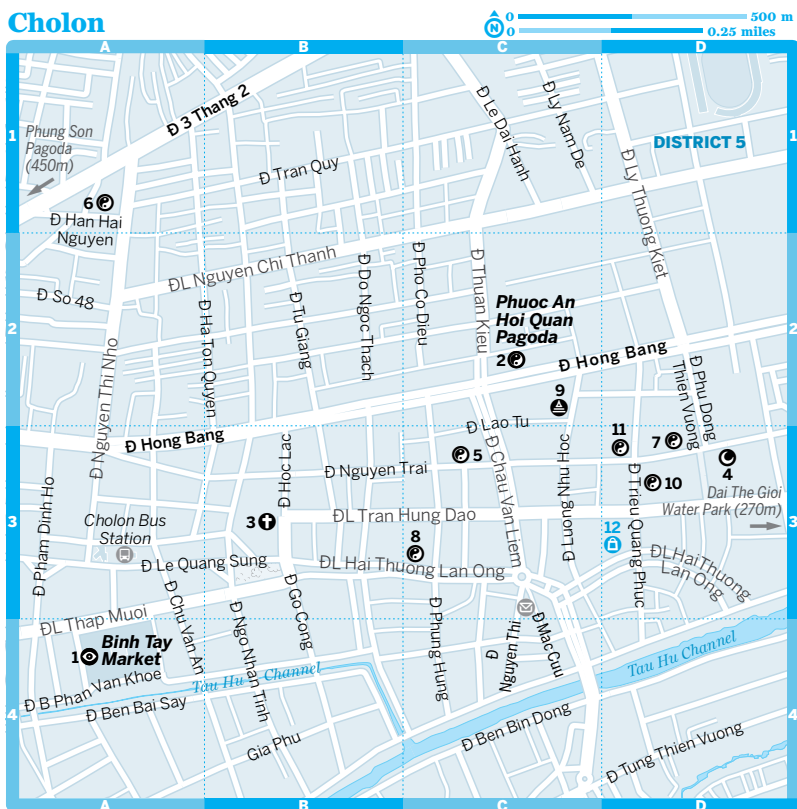 Cholon
0 500 m
N
0 0.25 miles
A B C D
1 1
Đ 3 Thang 2
Đ Le Dai Hanh
Đ Ly Nam De
Phung Son
Pagoda
(450m)
DISTRICT 5
Đ Tran Quy
Đ Ly Thuong Kiet
6
Đ Han Hai
Nguyen
ĐL Nguyen Chi Thanh
Đ Pho Co Dieu
Đ Thuan Kieu
Đ Do Ngoc Thach
Đ So 48
Đ Tu Giang
Đ Ha Ton Quyen
Phuoc An
Hoi Quan
Pagoda
2 2
2
Đ Nguyen Thi Nho
Đ Hong Bang
Đ Phu Dong
Thien Vuong
9
Đ Lao Tu
11
7
Đ Hong Bang
Đ Hoc Lac
Đ Nguyen Trai
5
Đ Chau Van Liem
Đ Luong Nhu Hoc
4
10
Đ Trieu Quang Phuc
Dai The Gioi
Water Park (270m)
Đ Pham Dinh Ho
Cholon Bus
Station
3
ĐL Tran Hung Dao
3 3
8
12
Đ Le Quang Sung
ĐL Hai Thuong Lan Ong
ĐL Hai Thuong
Lan Ong
ĐL Thap Muoi
Đ Chu Van An
Đ Ngo Nhan Tinh
Đ Go Cong
Đ Phung Hung
Đ
Nguyen Thi
Đ Mac Cuu
1
Binh Tay
Market
Tau Hu Channel
Tau Hu Channel
Đ B Phan Van Khoe
Đ Ben Bai Say
4 4
Gia Phu
Đ Ben Bin Dong
Đ Tung Thien Vuong
A B C D